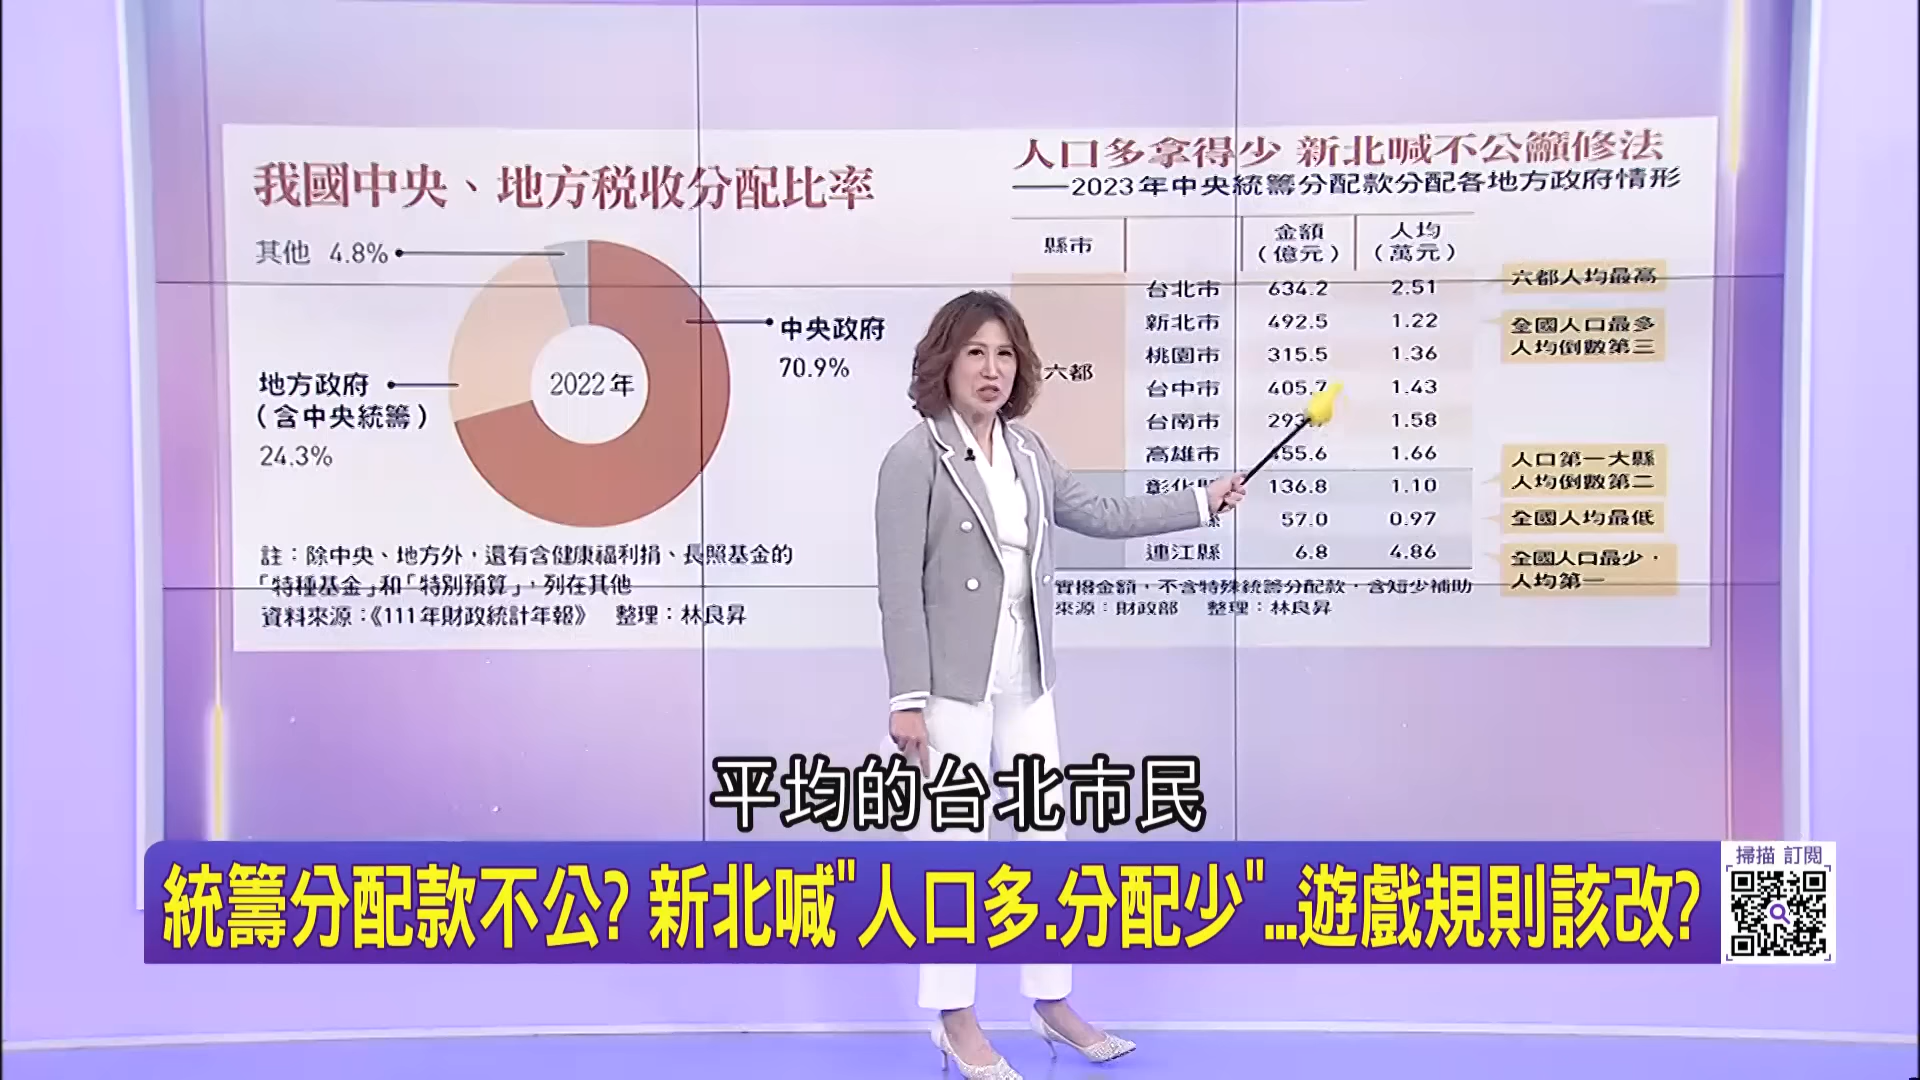 我國中央、地方稅收分配比率
其他 4.8%
中央政府
70.9%
2022年
地方政府
（含中央統籌）
24.3%
註：除中央、地方外，還有含健康福利捐、長照基金的
「特種基金」和「特別預算」，列在其他
資料來源：《111年財政統計年報》 整理：林良昇
人口多拿得少 新北喊不公籲修法
——2023年中央統籌分配款分配各地方政府情形
縣市 金額（億元） 人均（萬元）
六都
台北市 634.2 2.51 六都人均最高
新北市 492.5 1.22 全國人口最多 人均倒數第三
桃園市 315.5 1.36
台中市 405.7 1.43
台南市 293. 1.58
高雄市 455.6 1.66
彰化縣 136.8 1.10 人口第一大縣 人均倒數第二
縣 57.0 0.97 全國人均最低
連江縣 6.8 4.86 全國人口最少，人均第一
實撥金額，不含特殊統籌分配款，含短少補助
來源：財政部 整理：林良昇
平均的台北市民
統籌分配款不公? 新北喊"人口多.分配少"...遊戲規則該改?
掃描 訂閱